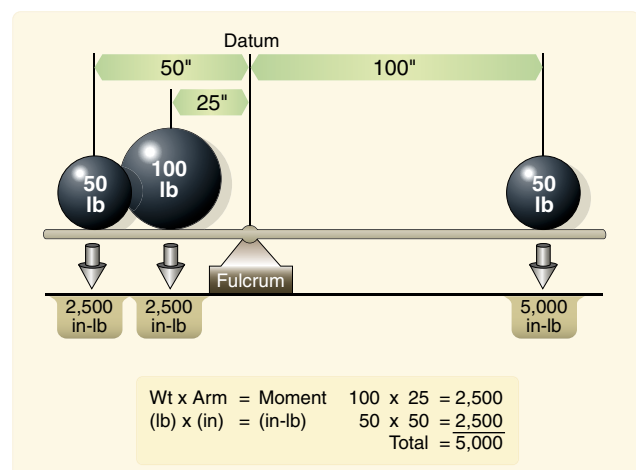 Datum
50"
100"
25"
100
lb
50
lb
50
lb
Fulcrum
2,500
in-lb
2,500
in-lb
5,000
in-lb
Wt x Arm = Moment 100 x 25 = 2,500
(lb) x (in) = (in-lb) 50 x 50 = 2,500
Total = 5,000